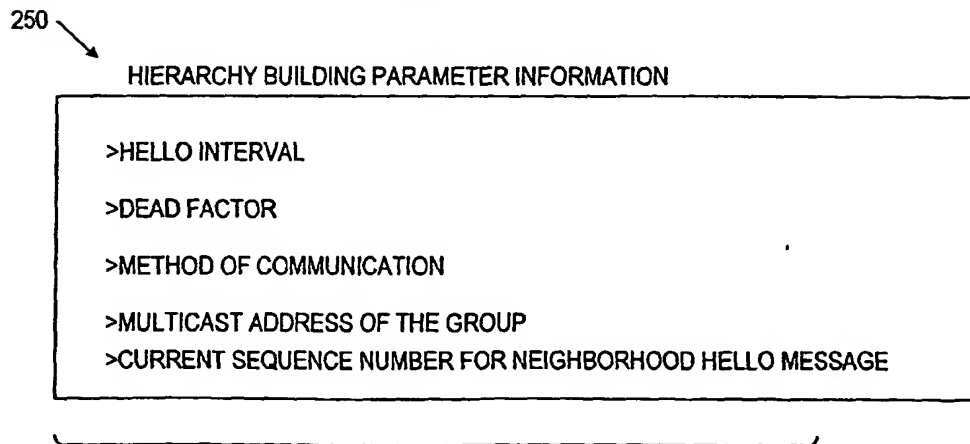 250
HIERARCHY BUILDING PARAMETER INFORMATION
>HELLO INTERVAL
>DEAD FACTOR
>METHOD OF COMMUNICATION
>MULTICAST ADDRESS OF THE GROUP
>CURRENT SEQUENCE NUMBER FOR NEIGHBORHOOD HELLO MESSAGE